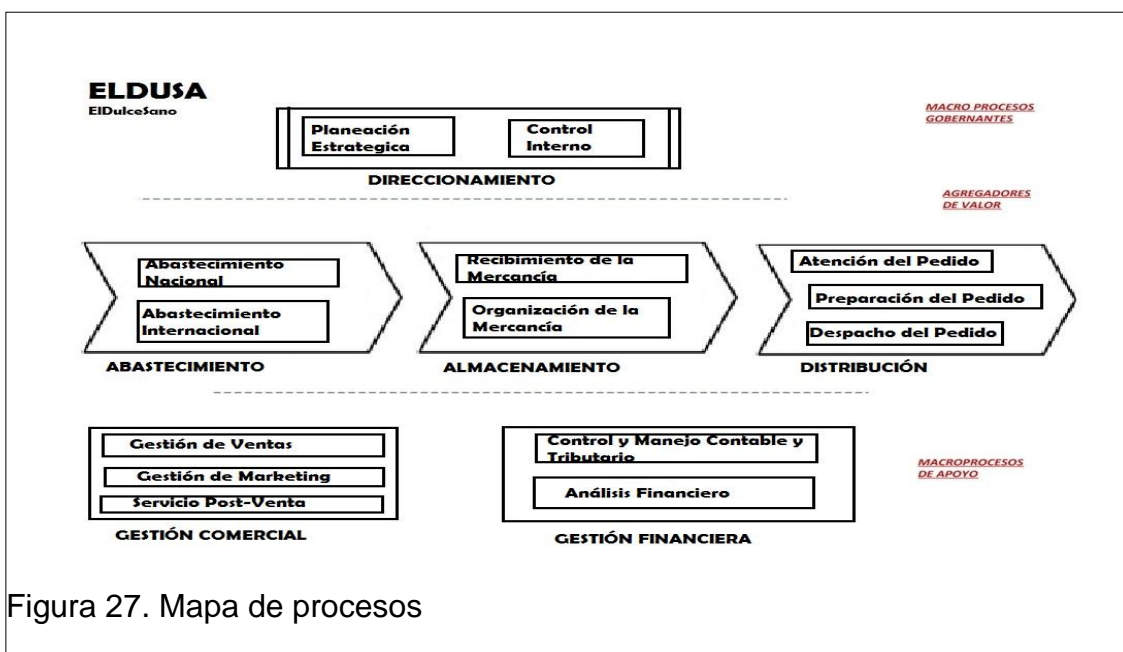 ELDUSA
ElDulceSano
MACRO PROCESOS
GOBERNANTES
Planeación
Estrategica
Control
Interno
DIRECCIONAMIENTO
AGREGADORES
DE VALOR
Abastecimiento
Nacional
Abastecimiento
Internacional
ABASTECIMIENTO
Recibimiento de la
Mercancía
Organización de la
Mercancía
ALMACENAMIENTO
Atención del Pedido
Preparación del Pedido
Despacho del Pedido
DISTRIBUCIÓN
Gestión de Ventas
Gestión de Marketing
Servicio Post-Venta
GESTIÓN COMERCIAL
Control y Manejo Contable y
Tributario
Análisis Financiero
GESTIÓN FINANCIERA
MACROPROCESOS
DE APOYO
Figura 27. Mapa de procesos